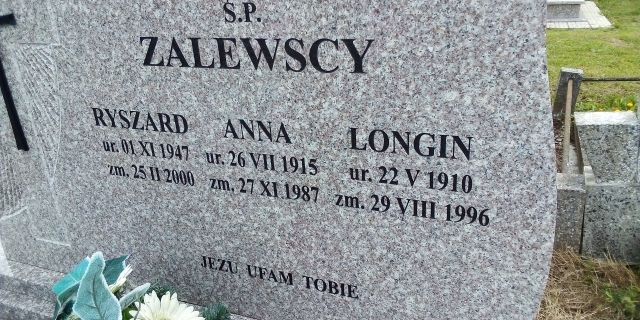 Ś.P.
ZALEWSCY
RYSZARD ANNA LONGIN
ur. 01 XI 1947 ur. 26 VII 1915 ur. 22 V 1910
zm. 25 II 2000 zm. 27 XI 1987 zm. 29 VIII 1996
JEZU UFAM TOBIE